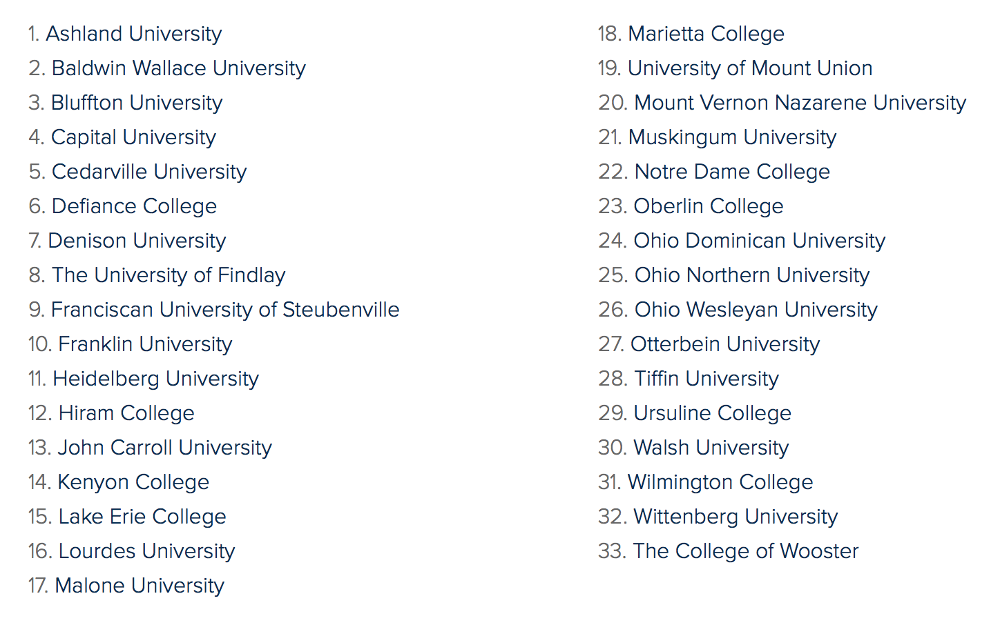 1. Ashland University
2. Baldwin Wallace University
3. Bluffton University
4. Capital University
5. Cedarville University
6. Defiance College
7. Denison University
8. The University of Findlay
9. Franciscan University of Steubenville
10. Franklin University
11. Heidelberg University
12. Hiram College
13. John Carroll University
14. Kenyon College
15. Lake Erie College
16. Lourdes University
17. Malone University
18. Marietta College
19. University of Mount Union
20. Mount Vernon Nazarene University
21. Muskingum University
22. Notre Dame College
23. Oberlin College
24. Ohio Dominican University
25. Ohio Northern University
26. Ohio Wesleyan University
27. Otterbein University
28. Tiffin University
29. Ursuline College
30. Walsh University
31. Wilmington College
32. Wittenberg University
33. The College of Wooster